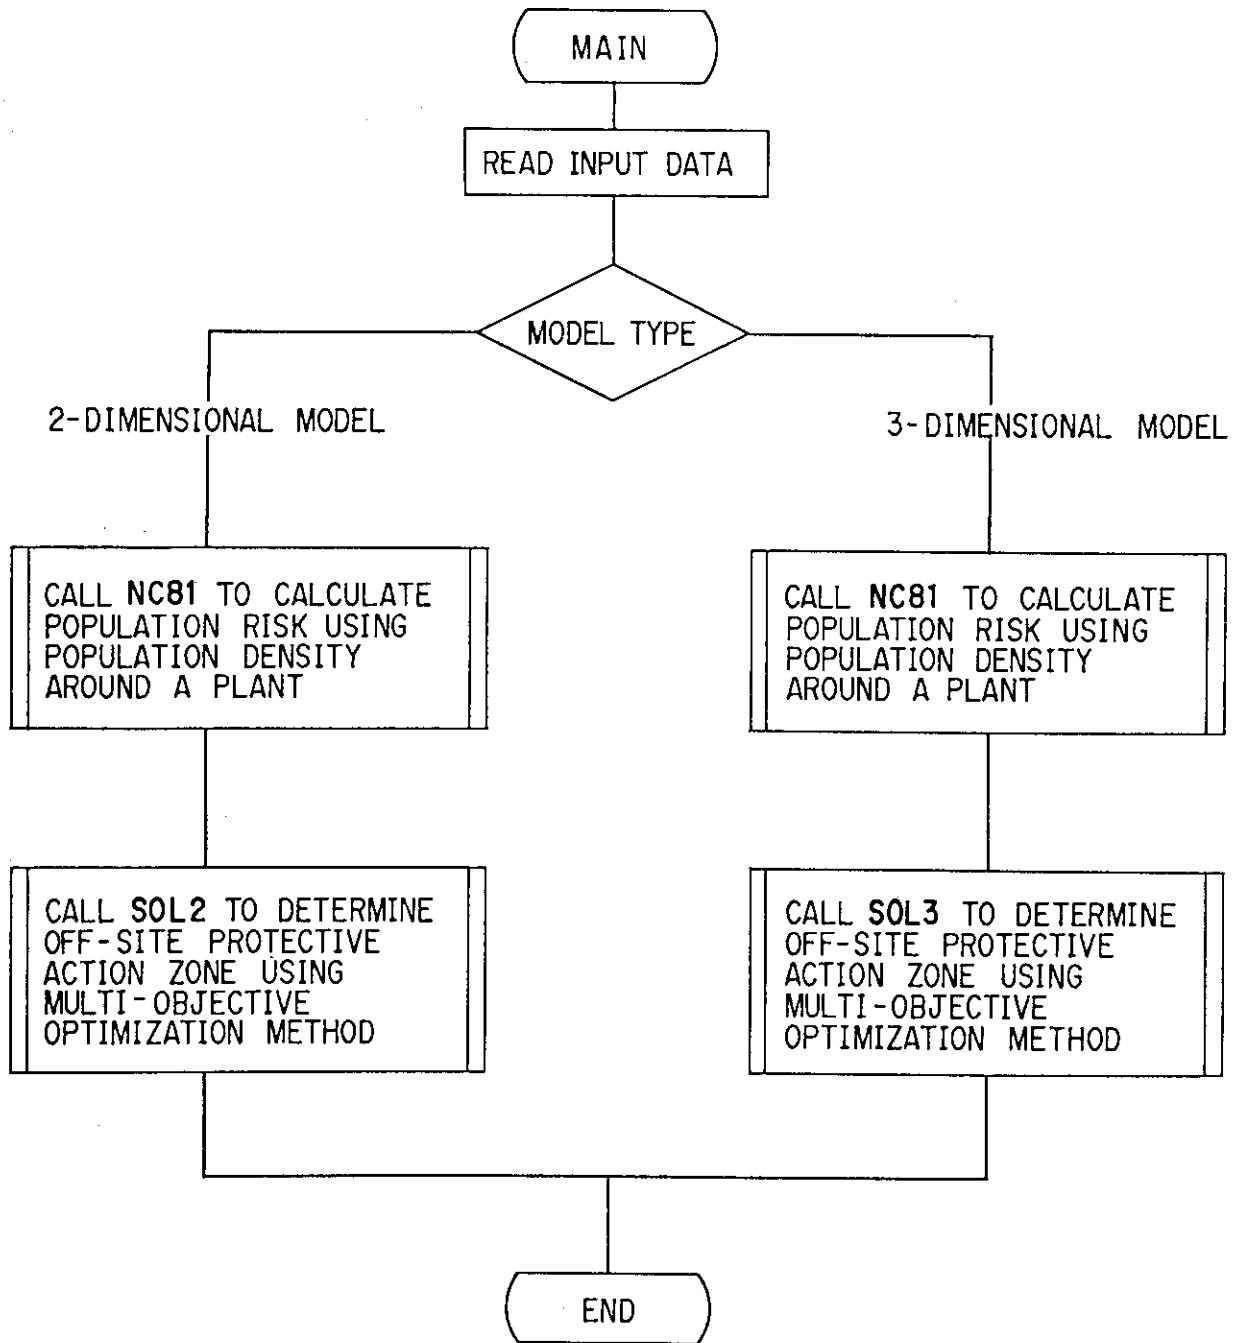 MAIN
READ INPUT DATA
MODEL TYPE
2-DIMENSIONAL MODEL
3-DIMENSIONAL MODEL
CALL NC81 TO CALCULATE
POPULATION RISK USING
POPULATION DENSITY
AROUND A PLANT
CALL NC81 TO CALCULATE
POPULATION RISK USING
POPULATION DENSITY
AROUND A PLANT
CALL SOL2 TO DETERMINE
OFF-SITE PROTECTIVE
ACTION ZONE USING
MULTI-OBJECTIVE
OPTIMIZATION METHOD
CALL SOL3 TO DETERMINE
OFF-SITE PROTECTIVE
ACTION ZONE USING
MULTI-OBJECTIVE
OPTIMIZATION METHOD
END